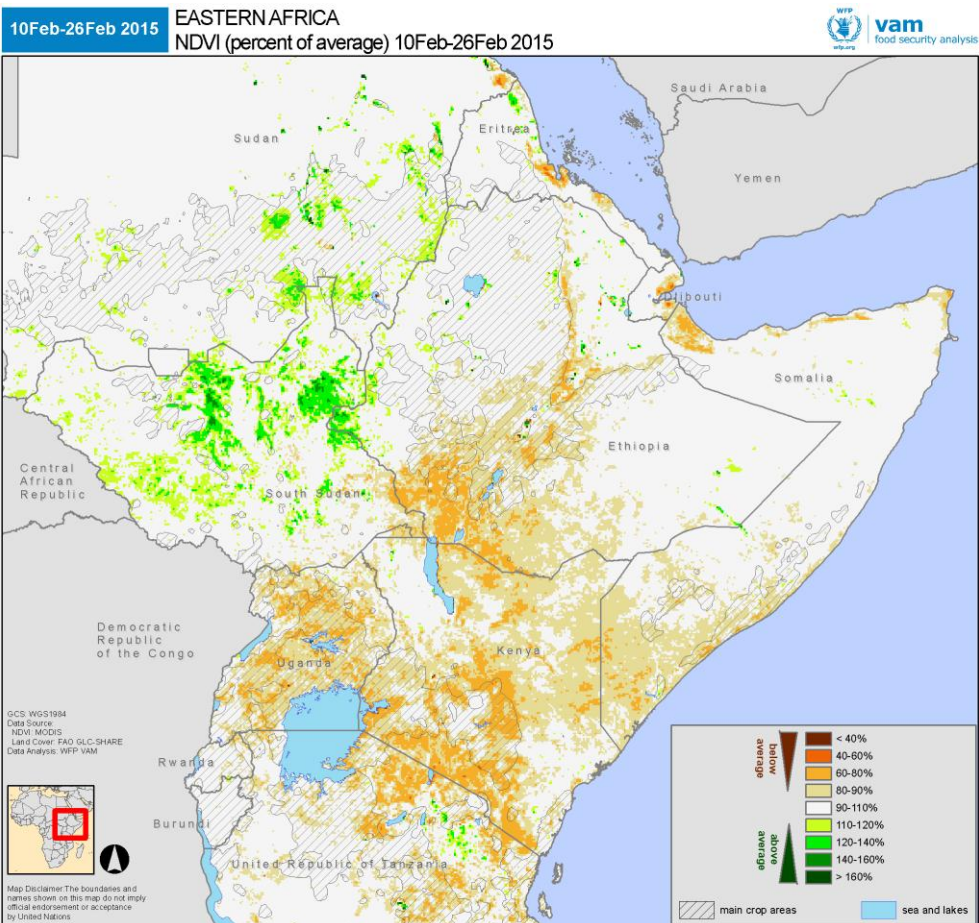 10Feb-26Feb 2015
EASTERN AFRICA
NDVI (percent of average) 10Feb-26Feb 2015
WFP
wfp.org
vam
food security analysis
Saudi Arabia
Sudan
Eritrea
Yemen
Djibouti
Somalia
Ethiopia
Central
African
Republic
South Sudan
Democratic
Republic
of the Congo
Kenya
Uganda
GCS: WGS1984
Data Source:
NDVI: MODIS
Land Cover: FAO GLC-SHARE
Data Analysis: WFP VAM
Rwanda
Burundi
United Republic of Tanzania
Map Disclaimer:The boundaries and
names shown on this map do not imply
official endorsement or acceptance
by United Nations
below
average
above
average
< 40%
40-60%
60-80%
80-90%
90-110%
110-120%
120-140%
140-160%
> 160%
main crop areas
sea and lakes